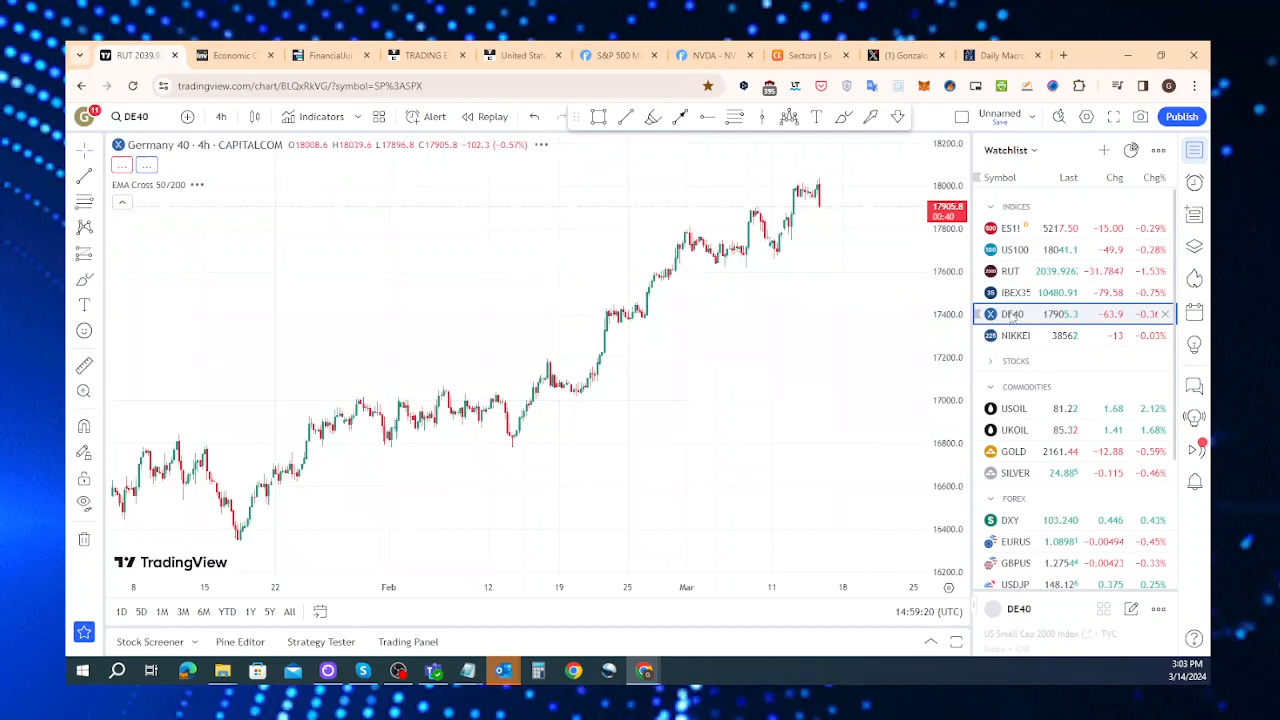 RUT 2039.9
Economic C
FinancialJui
TRADING E
United State
S&P 500 M
NVDA - NV
Sectors | Se
(1) Gonzalo
Daily Macro
tradingview.com/chart/BLQxRkVG/?symbol=SP%3ASPX
395
G
G 11
DE40
4h
Indicators
Alert
Replay
Unnamed
Save
Publish
Germany 40 · 4h · CAPITALCOM O18008.6 H18039.6 L17896.8 C17905.8 -102.3 (-0.57%)
EMA Cross 50/200
18200.0
18000.0
17905.8
00:40
17800.0
17600.0
17400.0
17200.0
17000.0
16800.0
16600.0
16400.0
16200.0
TradingView
8 15 22 Feb 12 19 25 Mar 11 18 25
1D 5D 1M 3M 6M YTD 1Y 5Y All
14:59:20 (UTC)
Stock Screener Pine Editor Strategy Tester Trading Panel
Watchlist
Symbol Last Chg Chg%
INDICES
ES1! D 5217.50 -15.00 -0.29%
US100 18041.1 -49.9 -0.28%
RUT 2039.926 -31.7847 -1.53%
IBEX35 10480.91 -79.58 -0.75%
DE40 17905.3 -63.9 -0.36
NIKKEI 38562 -13 -0.03%
STOCKS
COMMODITIES
USOIL 81.22 1.68 2.12%
UKOIL 85.32 1.41 1.68%
GOLD 2161.44 -12.88 -0.59%
SILVER 24.885 -0.115 -0.46%
FOREX
DXY 103.240 0.446 0.43%
EURUS 1.08981 -0.00494 -0.45%
GBPUS 1.27544 -0.00423 -0.33%
USDJP 148.126 0.375 0.25%
DE40
US Small Cap 2000 Index · TVC
Index · CFD
3:03 PM
3/14/2024